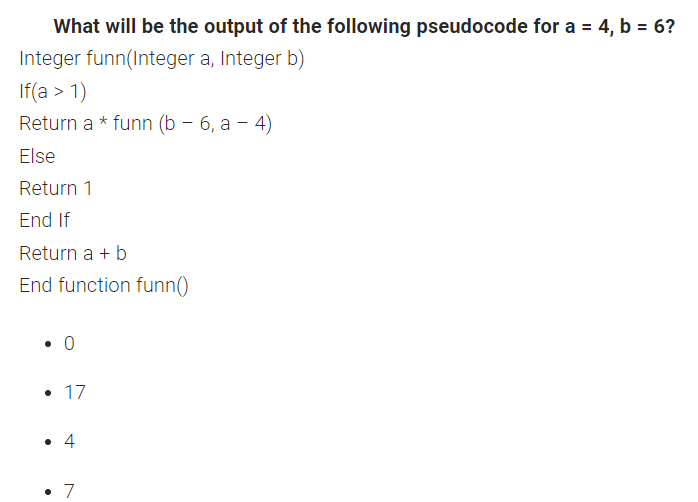 What will be the output of the following pseudocode for a = 4, b = 6?
Integer funn(Integer a, Integer b)
If(a > 1)
Return a * funn (b – 6, a – 4)
Else
Return 1
End If
Return a + b
End function funn()
• 0
• 17
• 4
• 7